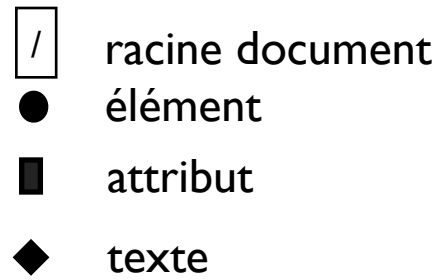 / racine document
élément
attribut
texte